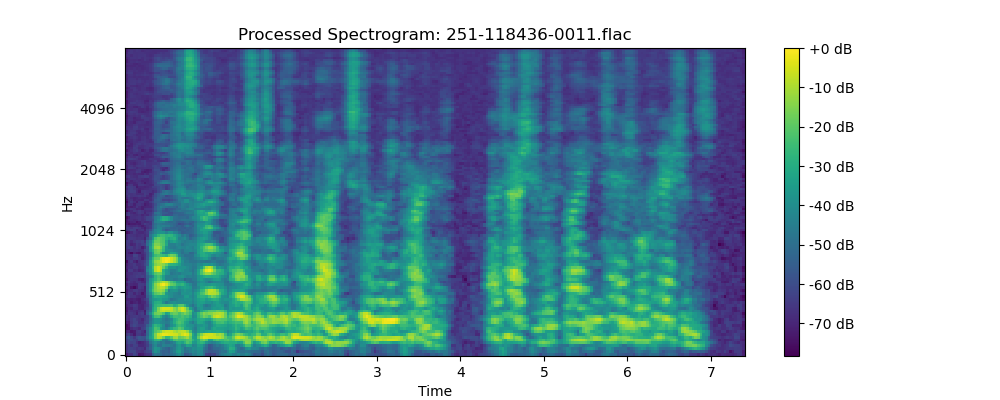 Processed Spectrogram: 251-118436-0011.flac
Hz
4096
2048
1024
512
0
0 1 2 3 4 5 6 7
Time
+0 dB
-10 dB
-20 dB
-30 dB
-40 dB
-50 dB
-60 dB
-70 dB